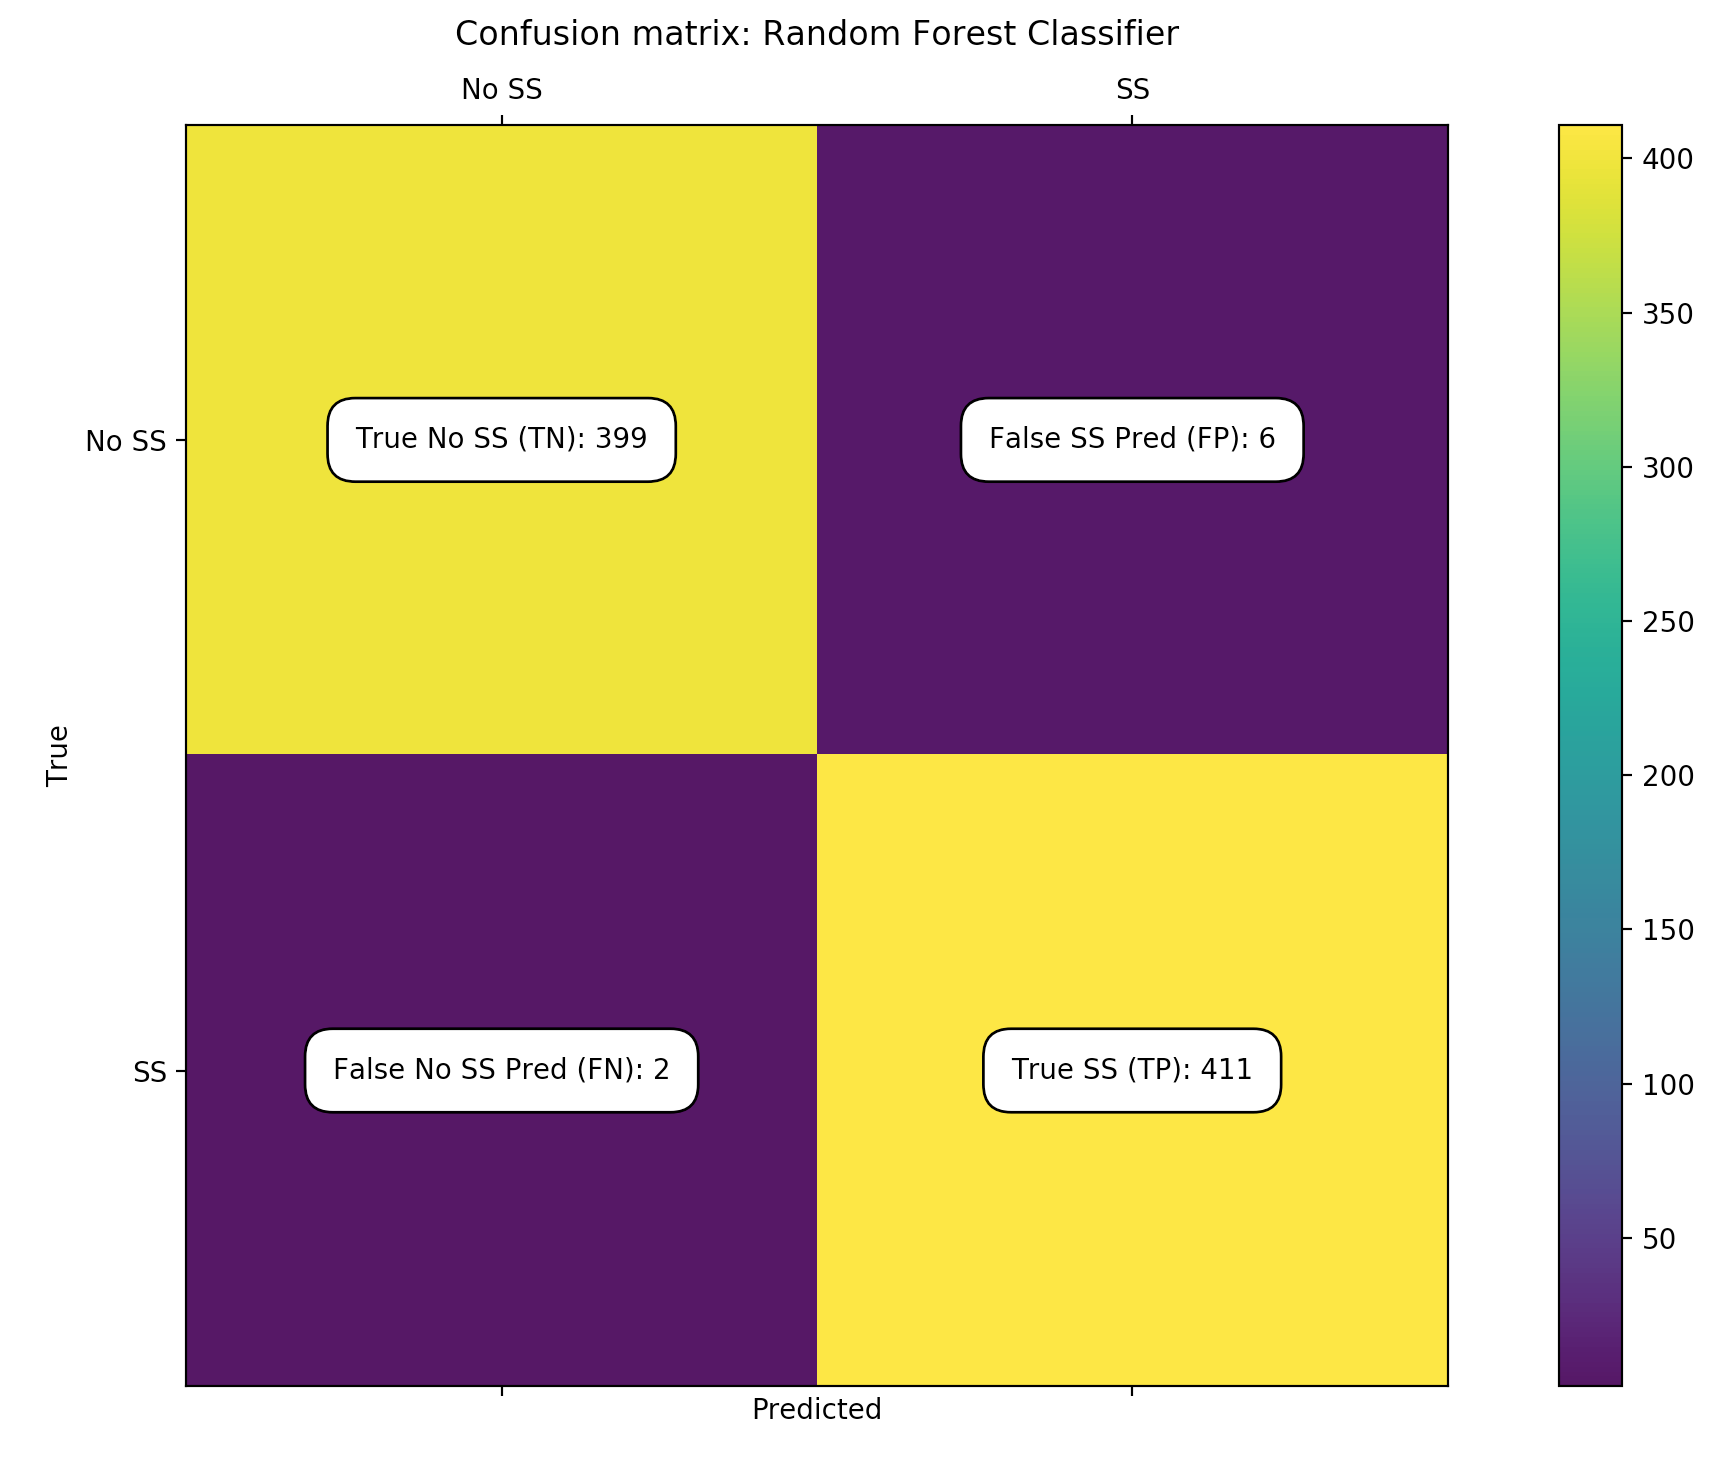 Confusion matrix: Random Forest Classifier
No SS
SS
400
350
300
250
200
150
100
50
No SS
True No SS (TN): 399
False SS Pred (FP): 6
True
SS
False No SS Pred (FN): 2
True SS (TP): 411
Predicted